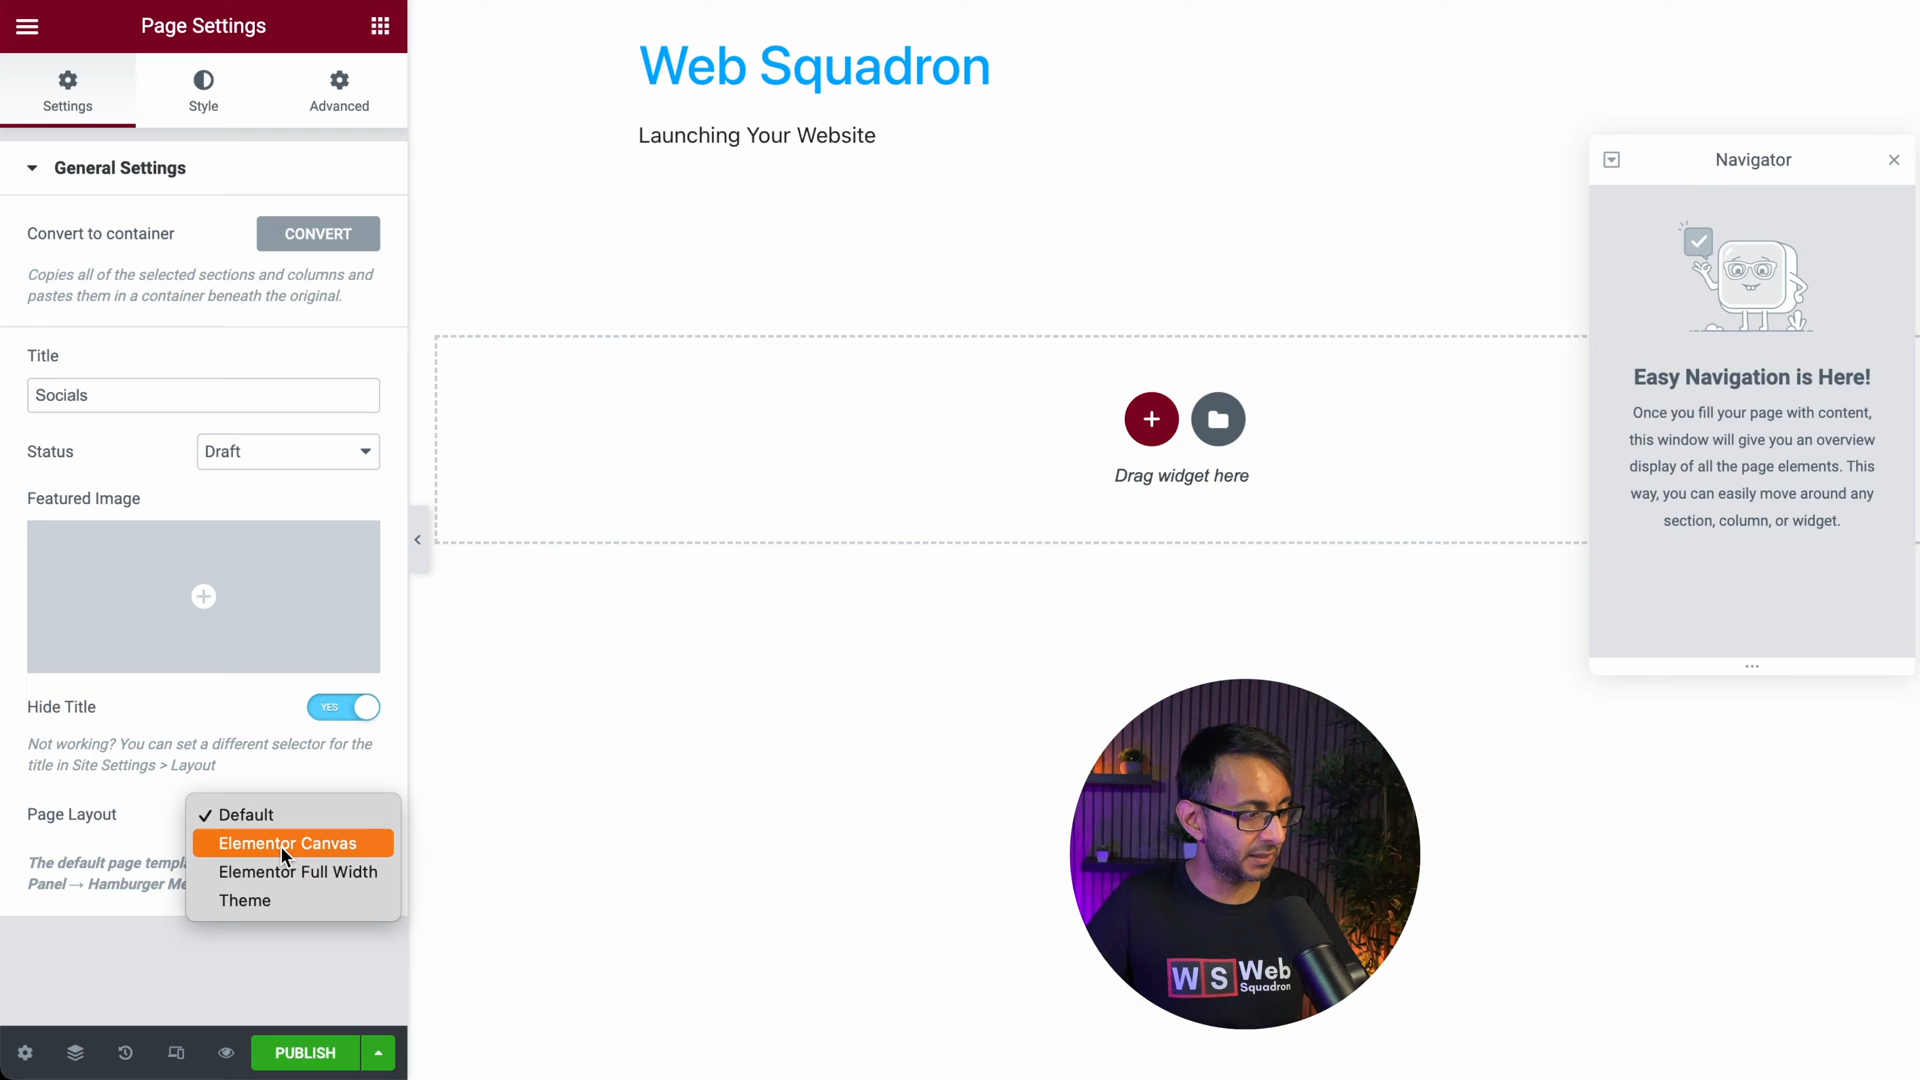 Page Settings
Settings
Style
Advanced
General Settings
Convert to container
CONVERT
Copies all of the selected sections and columns and
pastes them in a container beneath the original.
Title
Socials
Status
Draft
Featured Image
Hide Title
YES
Not working? You can set a different selector for the
title in Site Settings > Layout
Page Layout
✓ Default
Elementor Canvas
Elementor Full Width
Theme
The default page templ
Panel → Hamburger Me
PUBLISH
Web Squadron
Launching Your Website
Drag widget here
Navigator
Easy Navigation is Here!
Once you fill your page with content,
this window will give you an overview
display of all the page elements. This
way, you can easily move around any
section, column, or widget.
WS Web
Squadron